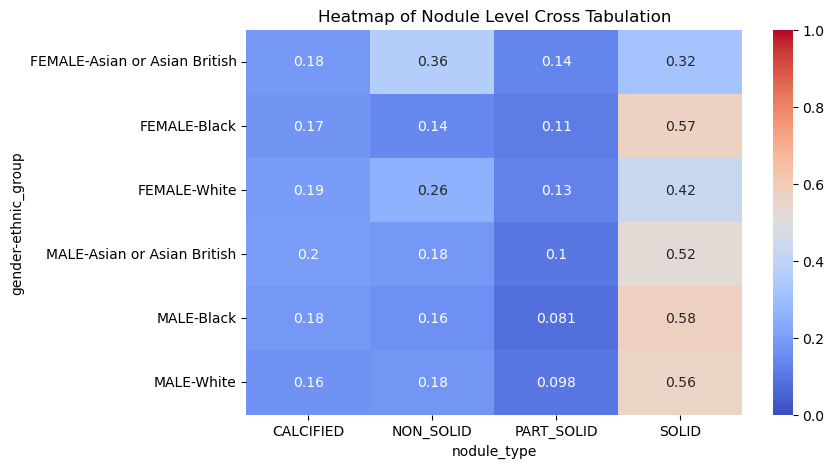 Heatmap of Nodule Level Cross Tabulation
gender-ethnic_group
FEMALE-Asian or Asian British 0.18 0.36 0.14 0.32
FEMALE-Black 0.17 0.14 0.11 0.57
FEMALE-White 0.19 0.26 0.13 0.42
MALE-Asian or Asian British 0.2 0.18 0.1 0.52
MALE-Black 0.18 0.16 0.081 0.58
MALE-White 0.16 0.18 0.098 0.56
CALCIFIED NON_SOLID PART_SOLID SOLID
nodule_type
1.0
0.8
0.6
0.4
0.2
0.0